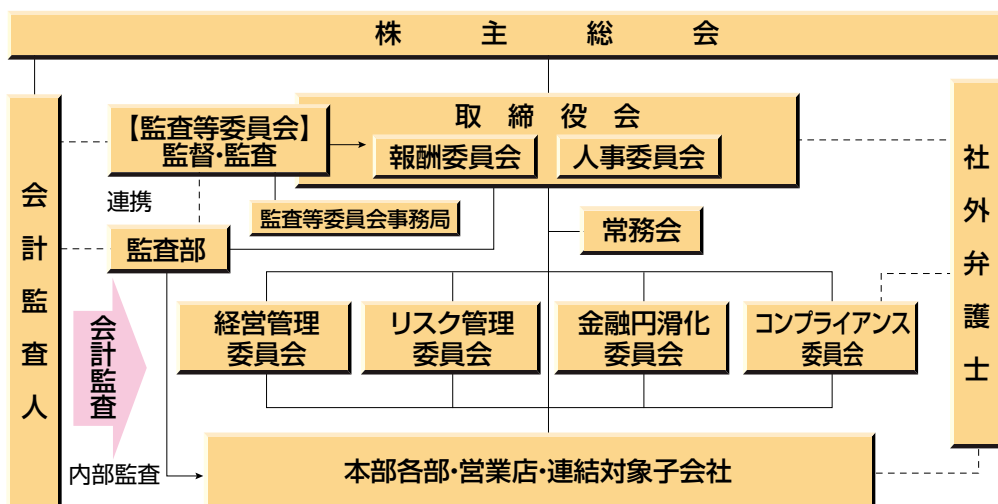 株主総会
会計監査人
【監査等委員会】
監督・監査
取締役会
報酬委員会
人事委員会
社外弁護士
連携
監査等委員会事務局
監査部
常務会
会計監査
経営管理
委員会
リスク管理
委員会
金融円滑化
委員会
コンプライアンス
委員会
内部監査
本部各部・営業店・連結対象子会社